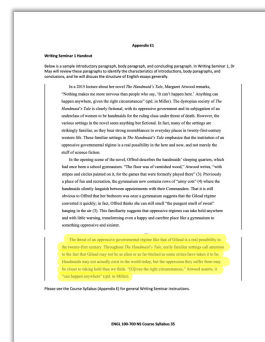 Appendix E1
Writing Seminar 1 Handout
Below is a sample introductory paragraph, body paragraph, and concluding paragraph. In Writing Seminar 1, Dr
May will review these paragraphs to identify the characteristics of introductions, body paragraphs, and
conclusions, and he will discuss the structure of English essays generally.
In a 2015 lecture about her novel The Handmaid's Tale, Margaret Atwood remarks,
"Nothing makes me more nervous than people who say, 'It can't happen here.' Anything can
happen anywhere, given the right circumstances" (qtd. in Miller). The dystopian society of The
Handmaid's Tale is clearly fictional, with its oppressive government and its subjugation of an
underclass of women to be handmaids for the ruling class under threat of death. However, the
various settings in the novel seem anything but fictional. In fact, many of the settings are
strikingly familiar, as they bear strong resemblances to everyday places in twenty-first century
western life. These familiar settings in The Handmaid's Tale emphasize that the institution of an
oppressive governmental regime is a real possibility in the here and now, and not merely the
stuff of science fiction.
In the opening scene of the novel, Offred describes the handmaids' sleeping quarters, which
had once been a school gymnasium. "The floor was of varnished wood," Atwood writes, "with
stripes and circles painted on it, for the games that were formerly played there" (3). Previously
a place of fun and recreation, the gymnasium now contains rows of "army cots" (4) where the
handmaids silently languish between appointments with their Commanders. That it is still
obvious to Offred that her bedroom was once a gymnasium suggests that the Gilead regime
converted it quickly; in fact, Offred thinks she can still smell "the pungent smell of sweat"
hanging in the air (3). This familiarity suggests that oppressive regimes can take hold anywhere
and with little warning, transforming even a happy and carefree place like a gymnasium to
something oppressive and sinister.
The threat of an oppressive governmental regime like that of Gilead is a real possibility in
the twenty-first century. Throughout The Handmaid's Tale, eerily familiar settings call attention
to the fact that Gilead may not be as alien or as far-fetched as some critics have taken it to be.
Handmaids may not actually exist in the world today, but the oppression they suffer from may
be closer to taking hold than we think. "[G]iven the right circumstances," Atwood asserts, it
"can happen anywhere" (qtd. in Miller).
Please see the Course Syllabus (Appendix E) for general Writing Seminar instructions.
ENGL 100-700 NS Course Syllabus 35